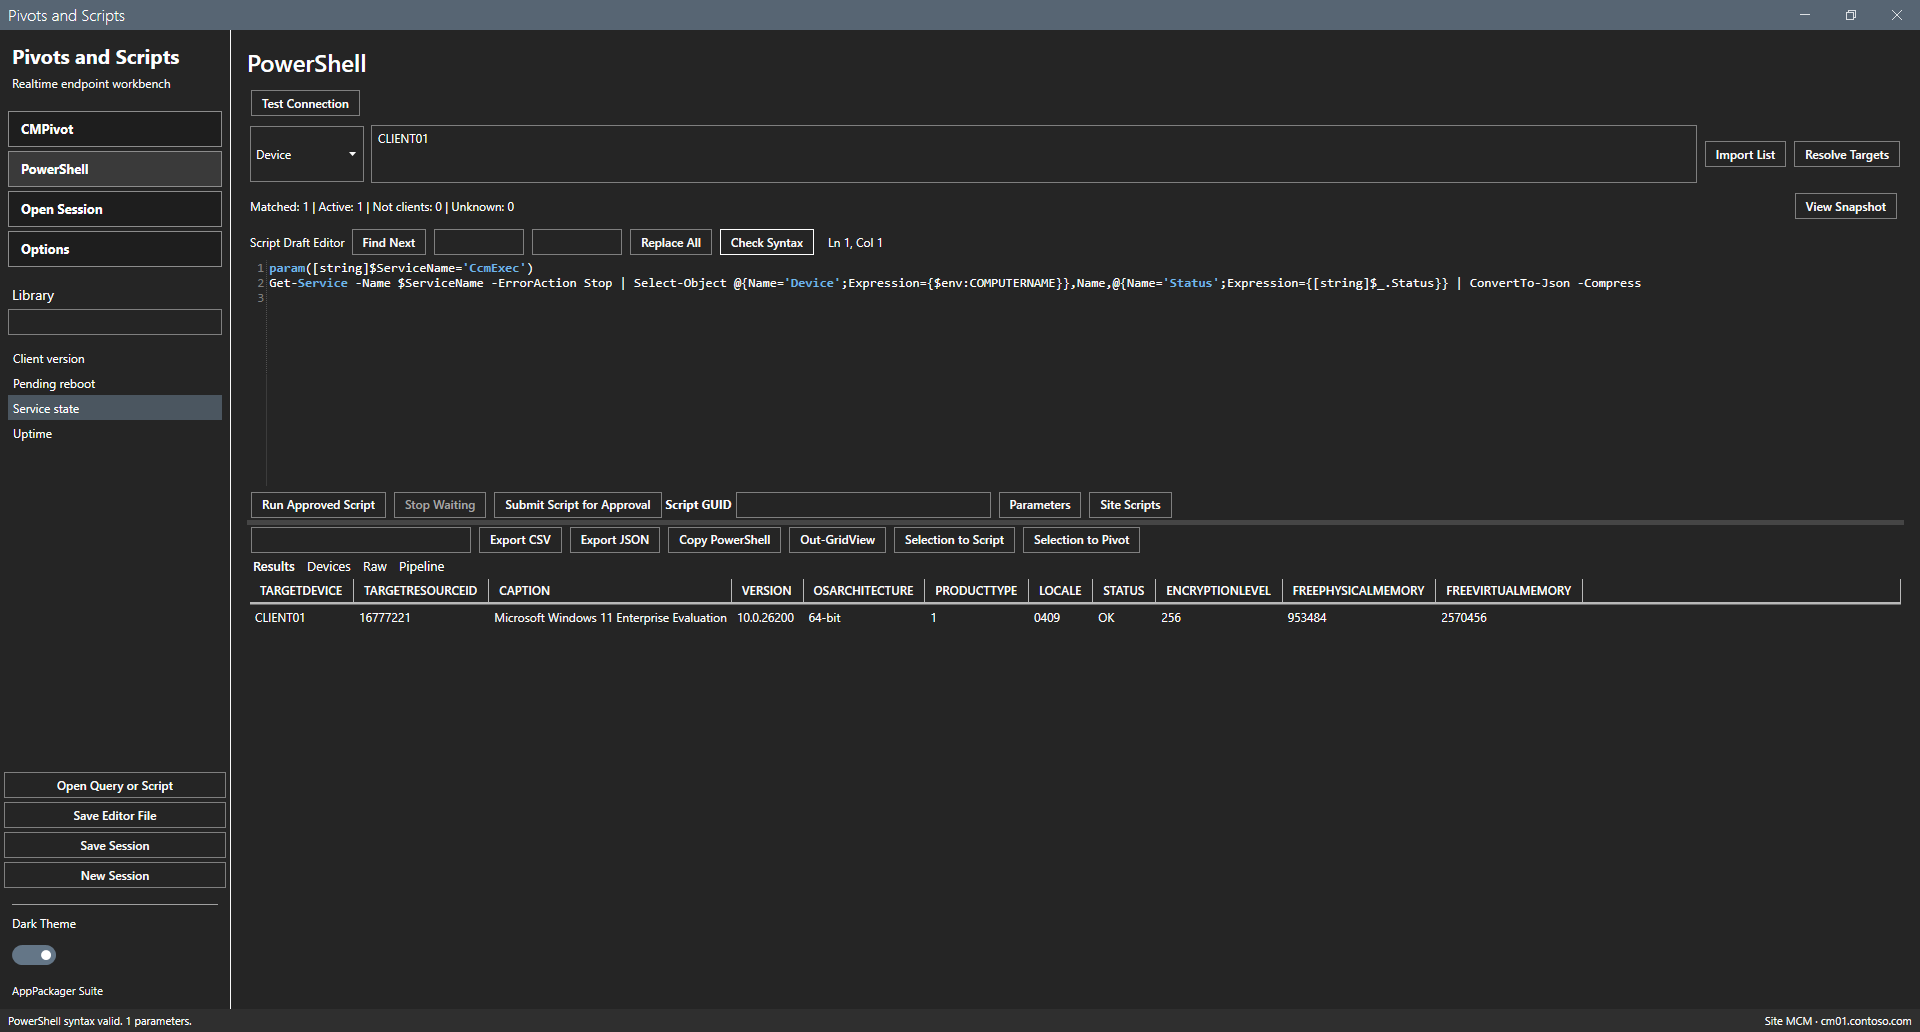 Pivots and Scripts
Pivots and Scripts
Realtime endpoint workbench
CMPivot
PowerShell
Open Session
Options
Library
Client version
Pending reboot
Service state
Uptime
Open Query or Script
Save Editor File
Save Session
New Session
Dark Theme
AppPackager Suite
PowerShell
Test Connection
Device CLIENT01 Import List Resolve Targets
Matched: 1 | Active: 1 | Not clients: 0 | Unknown: 0 View Snapshot
Script Draft Editor Find Next Replace All Check Syntax Ln 1, Col 1
1 param([string]$ServiceName='CcmExec')
2 Get-Service -Name $ServiceName -ErrorAction Stop | Select-Object @{Name='Device';Expression={$env:COMPUTERNAME}},Name,@{Name='Status';Expression={[string]$_.Status}} | ConvertTo-Json -Compress
3
Run Approved Script Stop Waiting Submit Script for Approval Script GUID Parameters Site Scripts
Export CSV Export JSON Copy PowerShell Out-GridView Selection to Script Selection to Pivot
Results Devices Raw Pipeline
TARGETDEVICE TARGETRESOURCEID CAPTION VERSION OSARCHITECTURE PRODUCTTYPE LOCALE STATUS ENCRYPTIONLEVEL FREEPHYSICALMEMORY FREEVIRTUALMEMORY
CLIENT01 16777221 Microsoft Windows 11 Enterprise Evaluation 10.0.26200 64-bit 1 0409 OK 256 953484 2570456
PowerShell syntax valid. 1 parameters. Site MCM · cm01.contoso.com